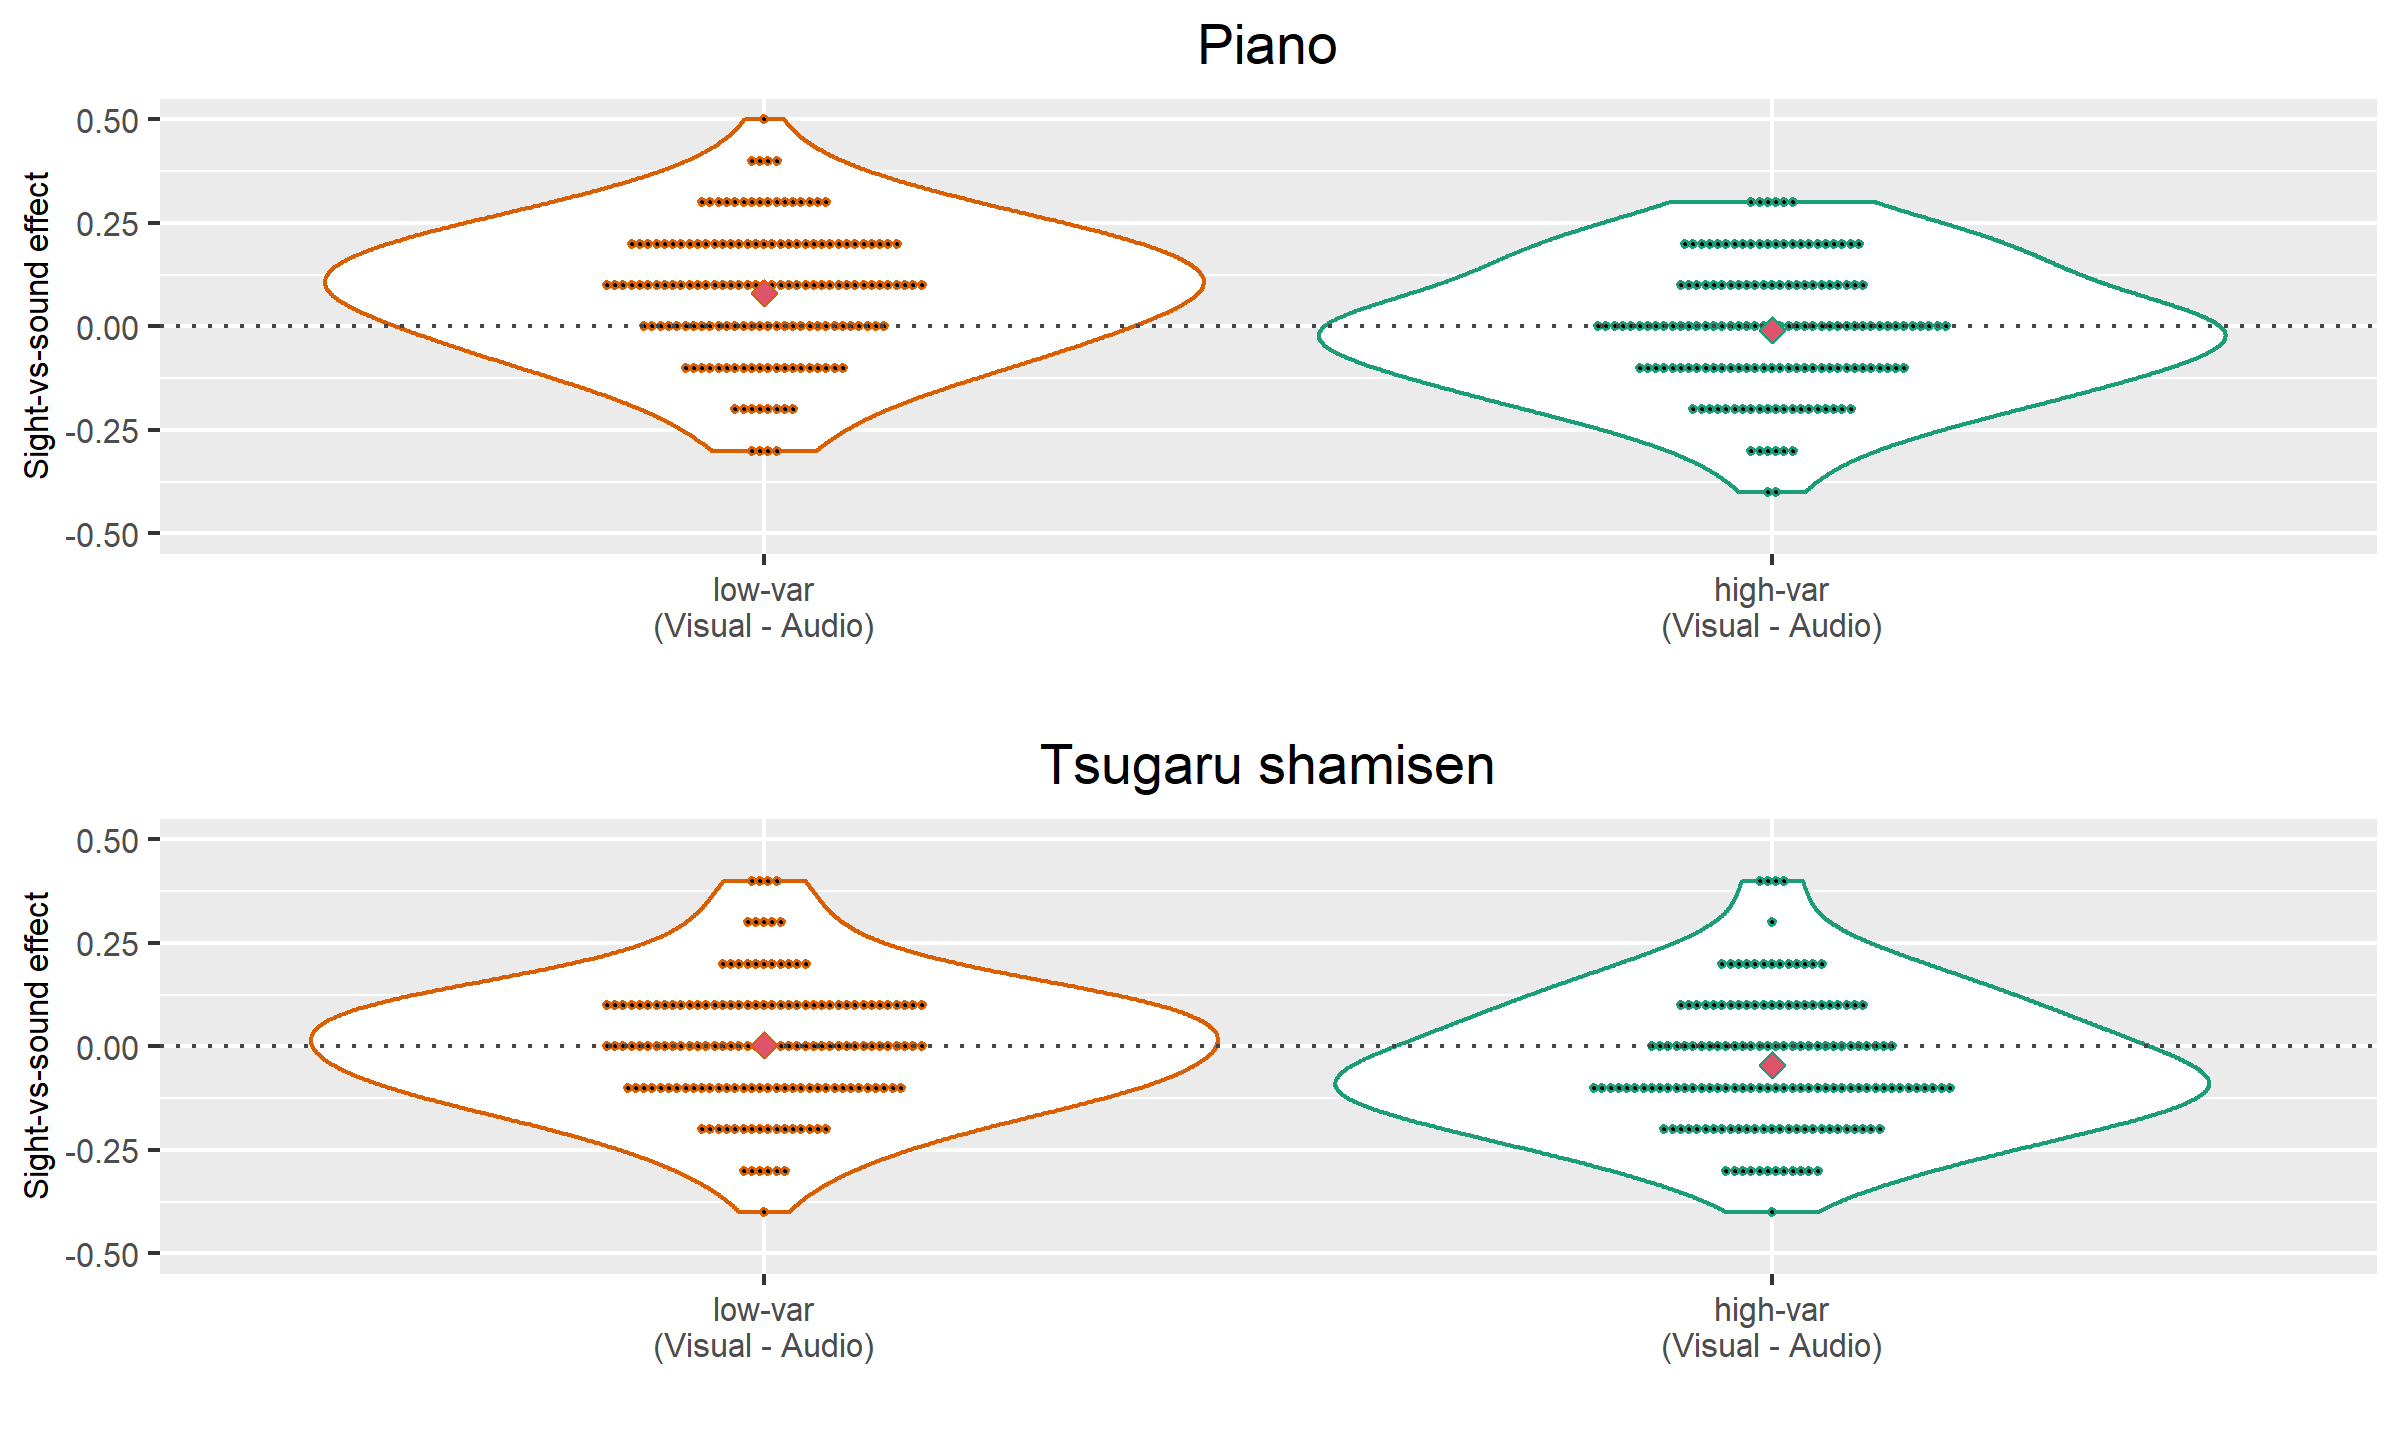 Piano
Sight-vs-sound effect
0.50
0.25
0.00
-0.25
-0.50
low-var
(Visual - Audio)
high-var
(Visual - Audio)
Tsugaru shamisen
Sight-vs-sound effect
0.50
0.25
0.00
-0.25
-0.50
low-var
(Visual - Audio)
high-var
(Visual - Audio)